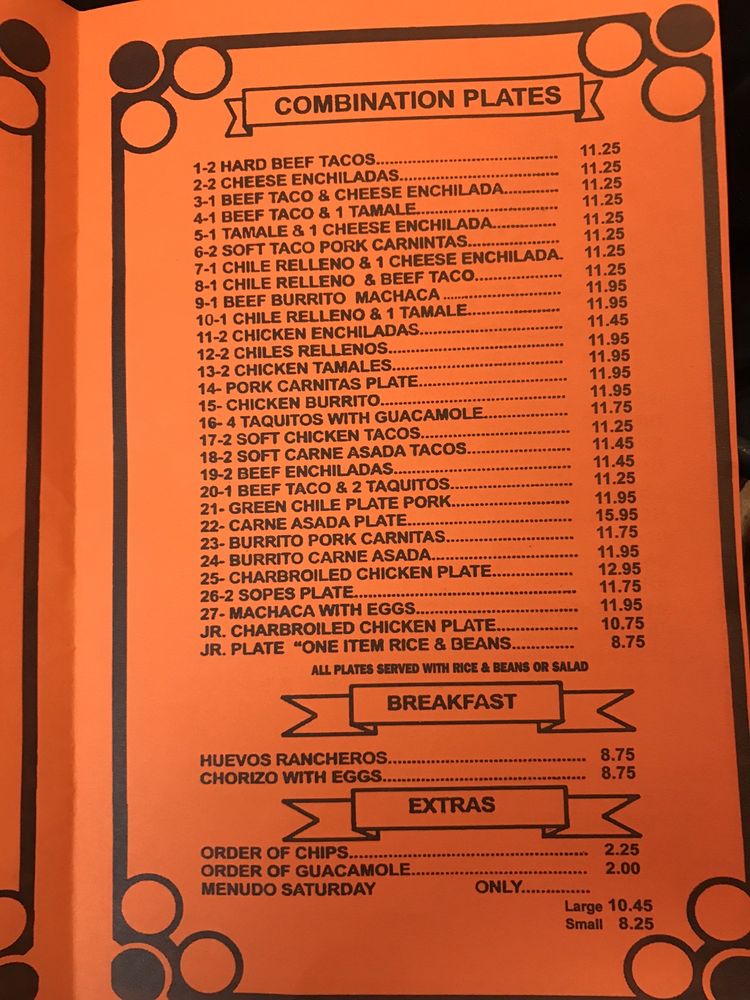 COMBINATION PLATES
1-2 HARD BEEF TACOS........................................ 11.25
2-2 CHEESE ENCHILADAS.................................... 11.25
3-1 BEEF TACO & CHEESE ENCHILADA............ 11.25
4-1 BEEF TACO & 1 TAMALE............................... 11.25
5-1 TAMALE & 1 CHEESE ENCHILADA.............. 11.25
6-2 SOFT TACO PORK CARNINTAS.................... 11.25
7-1 CHILE RELLENO & 1 CHEESE ENCHILADA. 11.25
8-1 CHILE RELLENO & BEEF TACO................... 11.25
9-1 BEEF BURRITO MACHACA .......................... 11.95
10-1 CHILE RELLENO & 1 TAMALE.................... 11.95
11-2 CHICKEN ENCHILADAS.............................. 11.45
12-2 CHILES RELLENOS..................................... 11.95
13-2 CHICKEN TAMALES.................................... 11.95
14- PORK CARNITAS PLATE............................... 11.95
15- CHICKEN BURRITO........................................ 11.95
16- 4 TAQUITOS WITH GUACAMOLE.................. 11.75
17-2 SOFT CHICKEN TACOS............................... 11.25
18-2 SOFT CARNE ASADA TACOS..................... 11.45
19-2 BEEF ENCHILADAS..................................... 11.45
20-1 BEEF TACO & 2 TAQUITOS........................ 11.25
21- GREEN CHILE PLATE PORK......................... 11.95
22- CARNE ASADA PLATE................................... 15.95
23- BURRITO PORK CARNITAS........................... 11.75
24- BURRITO CARNE ASADA............................... 11.95
25- CHARBROILED CHICKEN PLATE................. 12.95
26-2 SOPES PLATE............................................... 11.75
27- MACHACA WITH EGGS.................................. 11.95
JR. CHARBROILED CHICKEN PLATE................. 10.75
JR. PLATE “ONE ITEM RICE & BEANS............. 8.75
ALL PLATES SERVED WITH RICE & BEANS OR SALAD
BREAKFAST
HUEVOS RANCHEROS.......................................... 8.75
CHORIZO WITH EGGS........................................... 8.75
EXTRAS
ORDER OF CHIPS.................................................. 2.25
ORDER OF GUACAMOLE..................................... 2.00
MENUDO SATURDAY ONLY..............
Large 10.45
Small 8.25